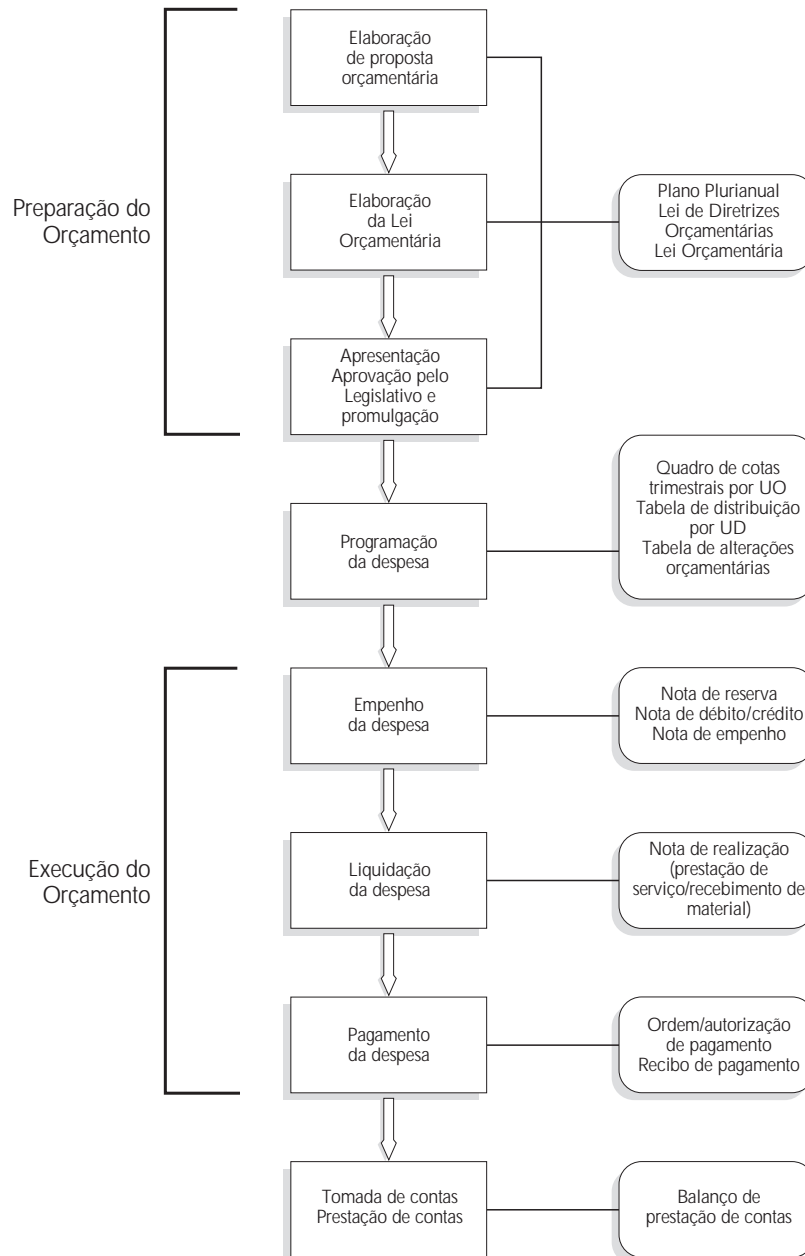 Elaboração
de proposta
orçamentária
Preparação do
Orçamento
Elaboração
da Lei
Orçamentária
Plano Plurianual
Lei de Diretrizes
Orçamentárias
Lei Orçamentária
Apresentação
Aprovação pelo
Legislativo e
promulgação
Programação
da despesa
Quadro de cotas
trimestrais por UO
Tabela de distribuição
por UD
Tabela de alterações
orçamentárias
Empenho
da despesa
Nota de reserva
Nota de débito/crédito
Nota de empenho
Execução do
Orçamento
Liquidação
da despesa
Nota de realização
(prestação de
serviço/recebimento de
material)
Pagamento
da despesa
Ordem/autorização
de pagamento
Recibo de pagamento
Tomada de contas
Prestação de contas
Balanço de
prestação de contas